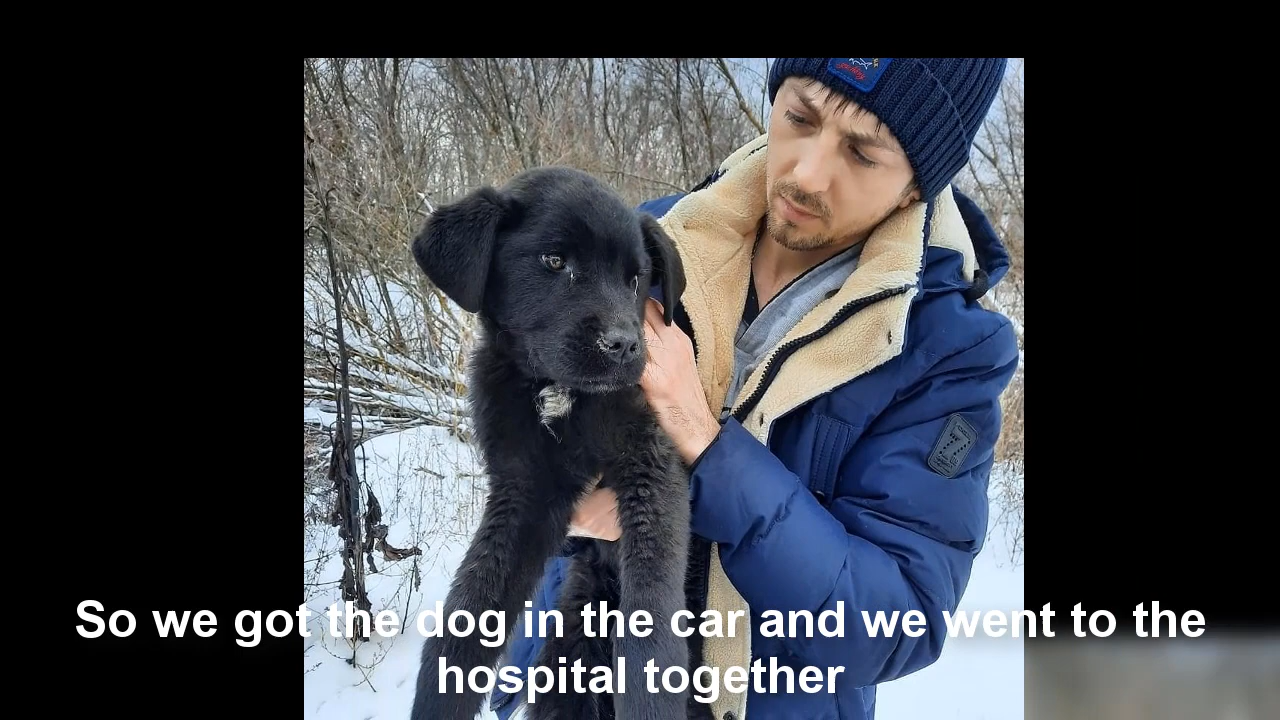 So we got the dog in the car and we went to the
hospital together